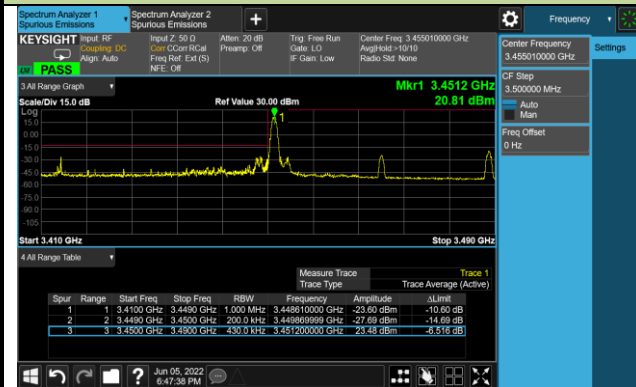 Spectrum Analyzer 1
Spurious Emissions
Spectrum Analyzer 2
Spurious Emissions
+
Frequency
KEYSIGHT
Input: RF
Coupling: DC
Align: Auto
Input Z: 50 Ω
Corr CCorr RCal
Freq Ref: Ext (S)
NFE: Off
Atten: 20 dB
Preamp: Off
Trig: Free Run
Gate: LO
IF Gain: Low
Center Freq: 3.455010000 GHz
Avg|Hold:>10/10
Radio Std: None
LXI
PASS
Center Frequency
3.455010000 GHz
Settings
CF Step
3.500000 MHz
Auto
Man
Freq Offset
0 Hz
3 All Range Graph
Mkr1 3.4512 GHz
Scale/Div 15.0 dB
Ref Value 30.00 dBm
20.81 dBm
Log
15.0
0.00
-15.0
-30.0
-45.0
-60.0
-75.0
-90.0
-105
1
Start 3.410 GHz
Stop 3.490 GHz
4 All Range Table
Measure Trace Trace 1
Trace Type Trace Average (Active)
Spur Range Start Freq Stop Freq RBW Frequency Amplitude ΔLimit
1 1 3.4100 GHz 3.4490 GHz 1.000 MHz 3.448610000 GHz -23.60 dBm -10.60 dB
2 2 3.4490 GHz 3.4500 GHz 200.0 kHz 3.449869999 GHz -27.69 dBm -14.69 dB
3 3 3.4500 GHz 3.4900 GHz 430.0 kHz 3.451200000 GHz 23.48 dBm -6.516 dB
?
Jun 05, 2022
6:47:38 PM